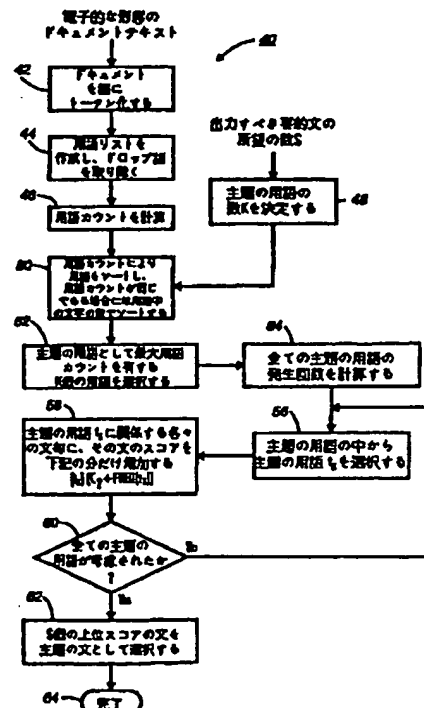 電子的な形態の
ドキュメントテキスト
40
42
ドキュメント
を語に
トークン化する
44
用語リストを
作成し、ドロップ語
を取り除く
出力すべき要約文の
所望の数S
46
用語カウントを計算
主題の用語の
数Kを決定する
48
50
用語カウントにより
用語をソートし、
用語カウントが同じ
である場合には用語中
の文字の数でソートする
52
主題の用語として最大用語
カウントを有する
K個の用語を選択する
54
全ての主題の用語の
発生回数を計算する
56
主題の用語の中から
主題の用語 tsを選択する
58
主題の用語 tsに関係する各々
の文毎に、その文のスコアを
下記の分だけ増加する
60
全ての主題の
用語が考慮されたか
?
No
Yes
62
S個の上位スコアの文を
主題の文として選択する
64
完了